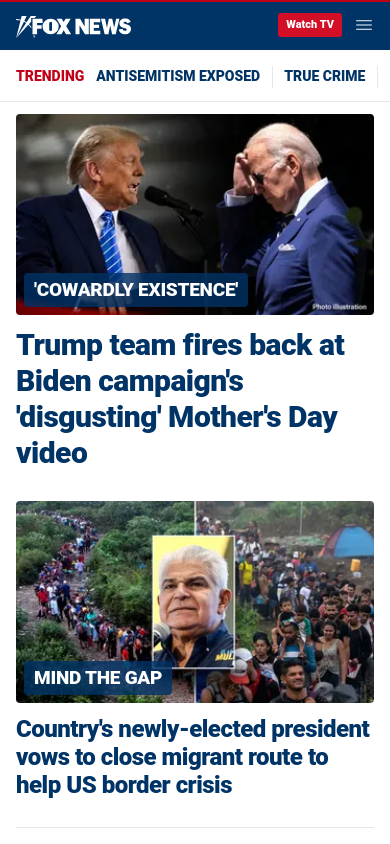 FOX NEWS
Watch TV
TRENDING ANTISEMITISM EXPOSED TRUE CRIME
'COWARDLY EXISTENCE'
Photo illustration
Trump team fires back at
Biden campaign's
'disgusting' Mother's Day
video
MIND THE GAP
Country's newly-elected president
vows to close migrant route to
help US border crisis